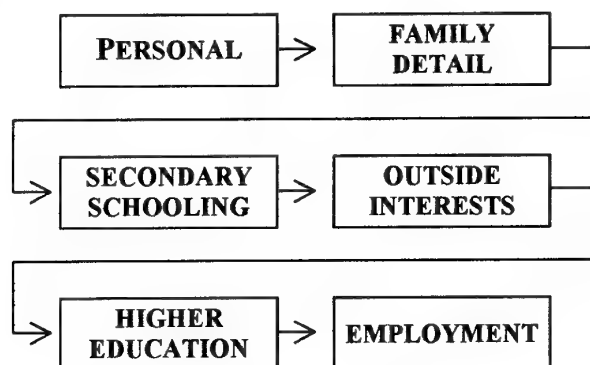 PERSONAL
FAMILY
DETAIL
SECONDARY
SCHOOLING
OUTSIDE
INTERESTS
HIGHER
EDUCATION
EMPLOYMENT